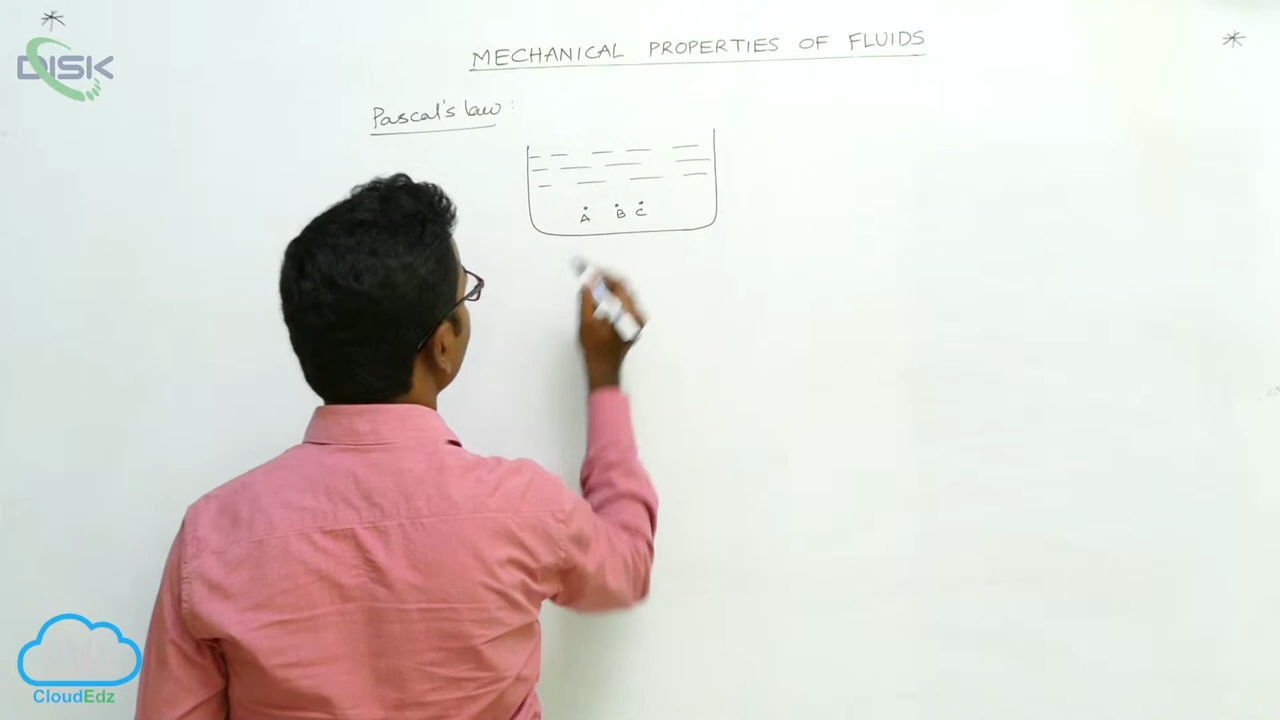 *
DISK
MECHANICAL PROPERTIES OF FLUIDS
*
Pascal's law :
A B C
CloudEdz